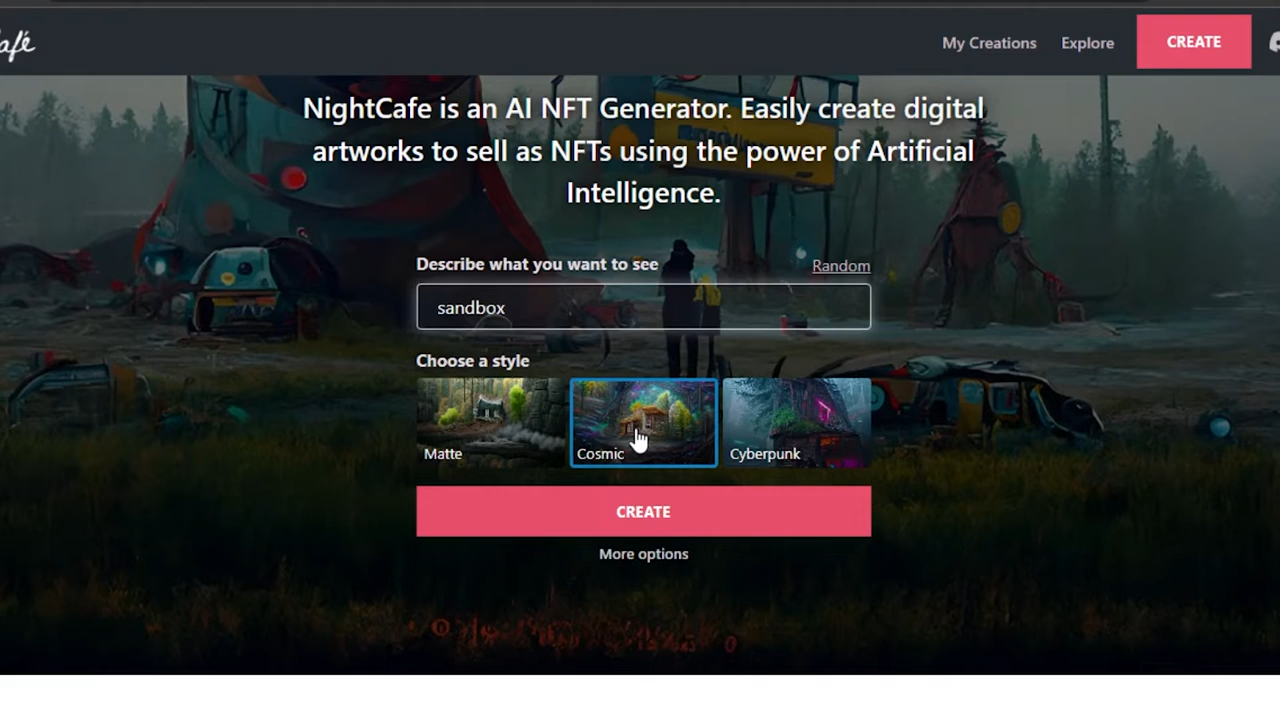 afé
My Creations
Explore
CREATE
NightCafe is an AI NFT Generator. Easily create digital
artworks to sell as NFTs using the power of Artificial
Intelligence.
Describe what you want to see
Random
sandbox
Choose a style
Matte
Cosmic
Cyberpunk
CREATE
More options